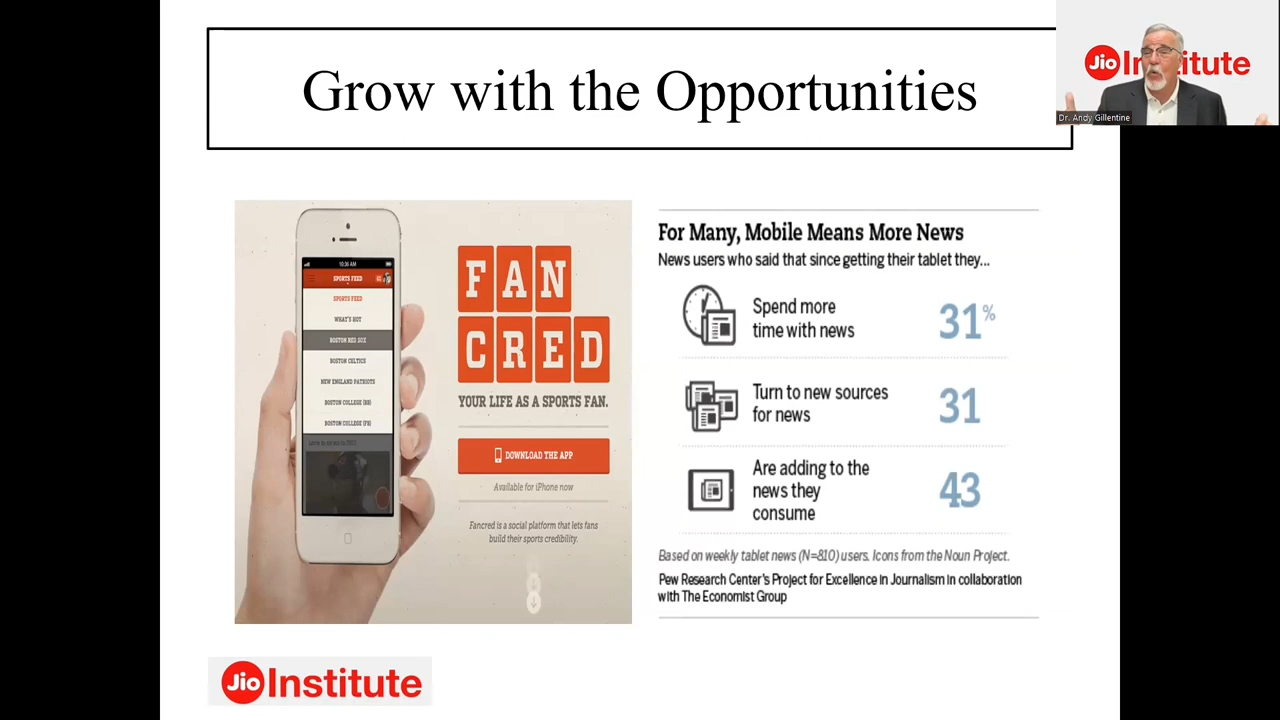 Grow with the Opportunities
Jio Institute
Dr. Andy Gillentine
10:36 AM
SPORTS FEED
SPORTS FEED
WHAT'S HOT
BOSTON RED SOX
BOSTON CELTICS
NEW ENGLAND PATRIOTS
BOSTON COLLEGE (BB)
BOSTON COLLEGE (FB)
FAN
CRED
YOUR LIFE AS A SPORTS FAN.
DOWNLOAD THE APP
Available for iPhone now
Fancred is a social platform that lets fans
build their sports credibility.
For Many, Mobile Means More News
News users who said that since getting their tablet they...
Spend more
time with news
31%
Turn to new sources
for news
31
Are adding to the
news they
consume
43
Based on weekly tablet news (N=810) users. Icons from the Noun Project.
Pew Research Center's Project for Excellence in Journalism in collaboration
with The Economist Group
Jio Institute